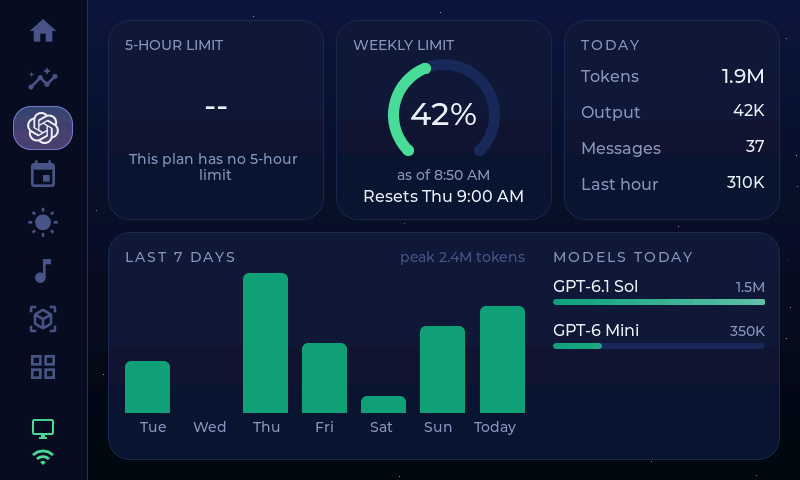 5-HOUR LIMIT
--
This plan has no 5-hour
limit
WEEKLY LIMIT
42%
as of 8:50 AM
Resets Thu 9:00 AM
TODAY
Tokens 1.9M
Output 42K
Messages 37
Last hour 310K
LAST 7 DAYS peak 2.4M tokens
Tue Wed Thu Fri Sat Sun Today
MODELS TODAY
GPT-6.1 Sol 1.5M
GPT-6 Mini 350K